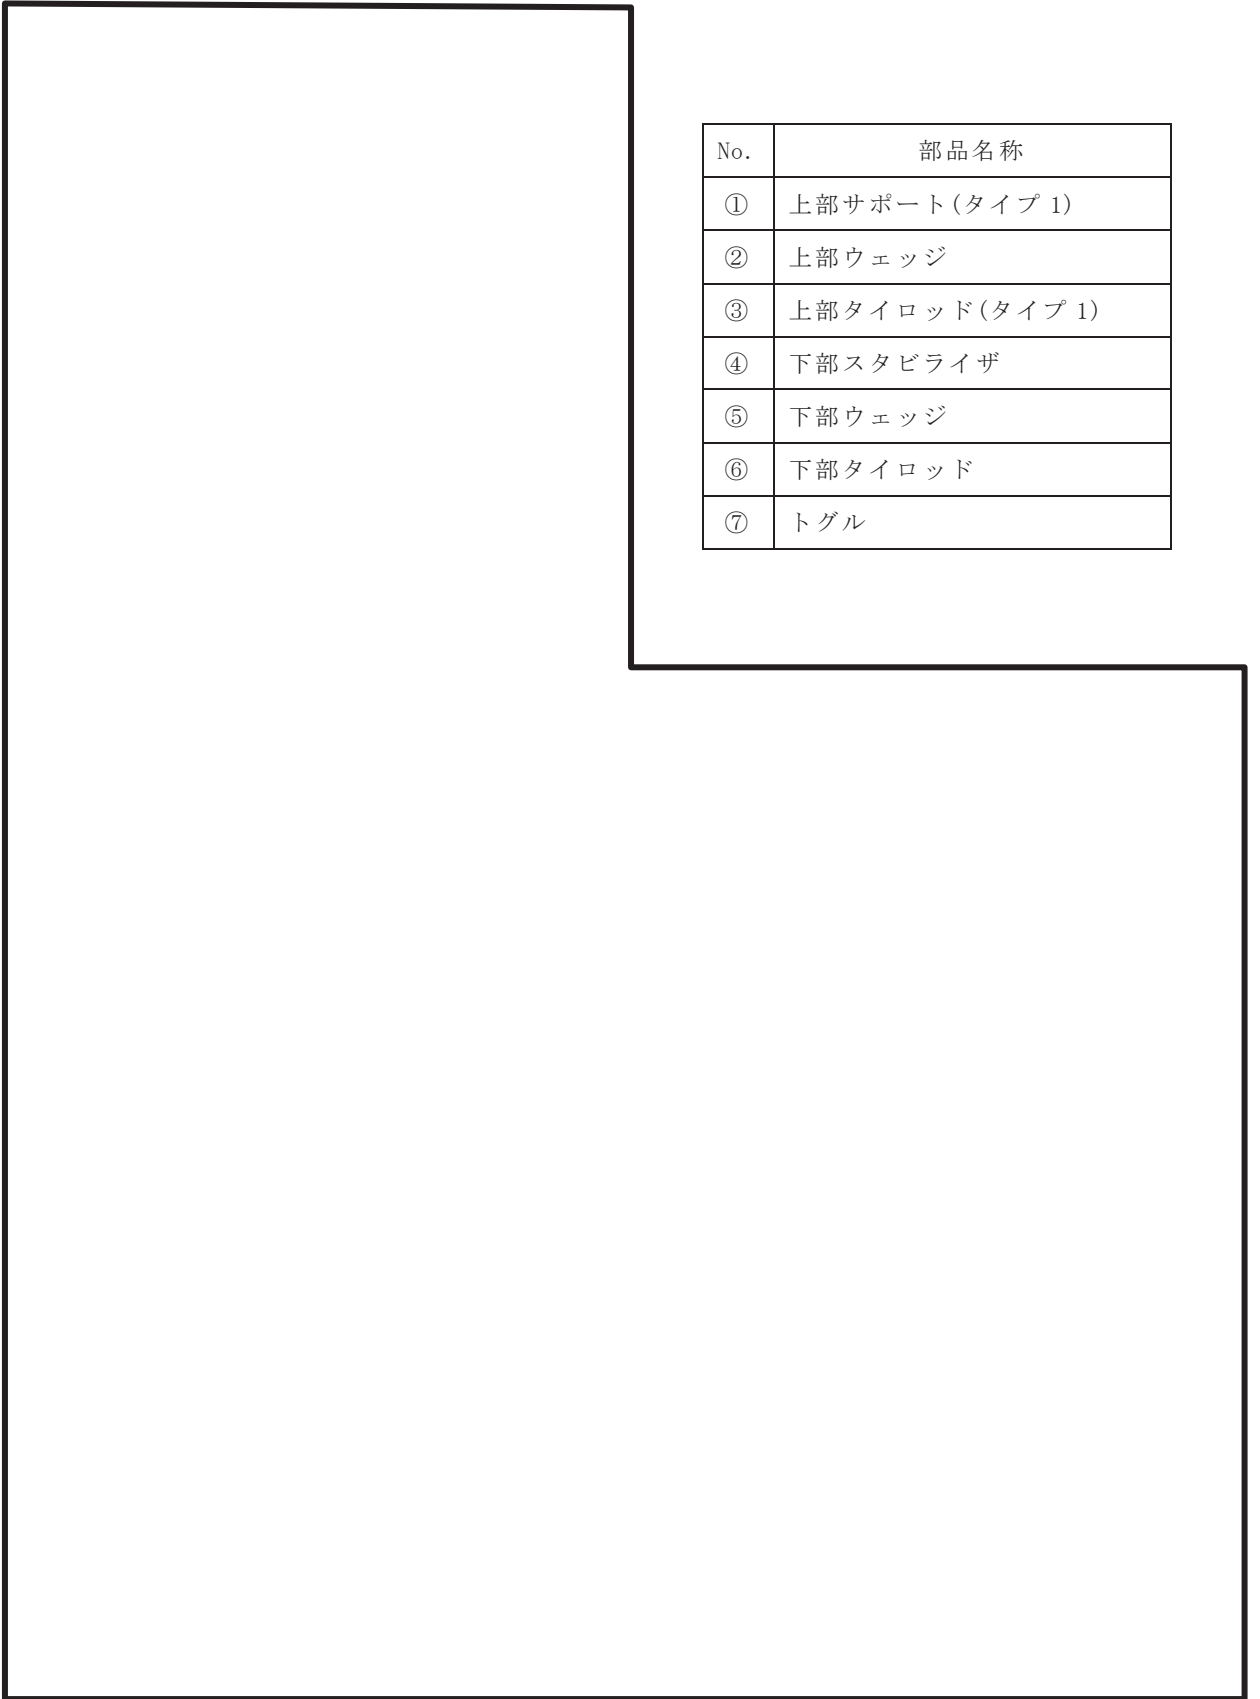 No. 部品名称
① 上部サポート(タイプ 1)
② 上部ウェッジ
③ 上部タイロッド(タイプ 1)
④ 下部スタビライザ
⑤ 下部ウェッジ
⑥ 下部タイロッド
⑦ トグル